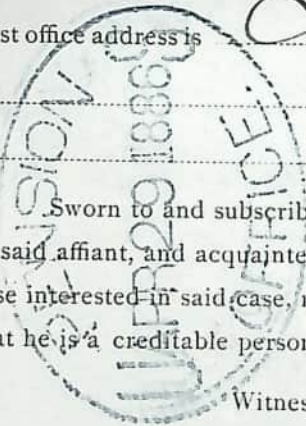 st office address is
Sworn to and subscrib
said affiant, and acquainte
se interested in said case,
at he is a creditable person
Witnes
PENSION
APR 29 1886
OFFICE.